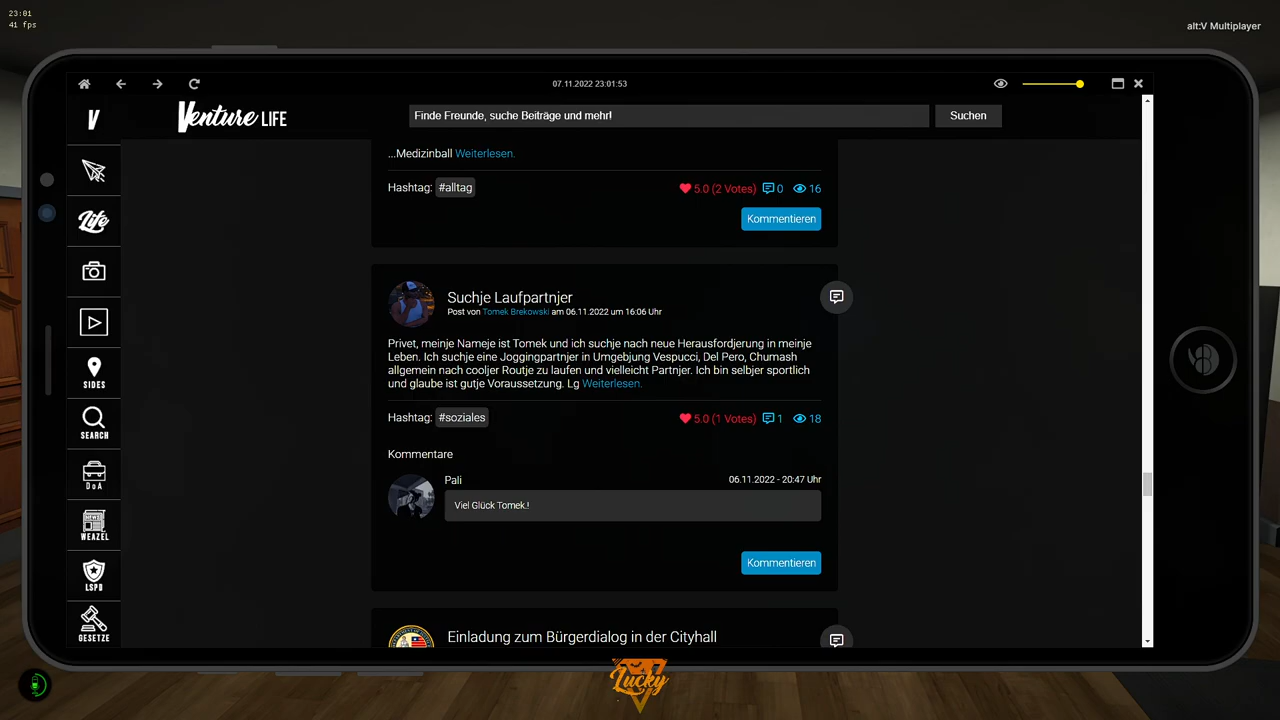 23:01
41 fps
alt:V Multiplayer
07.11.2022 23:01:53
V
Venture LIFE
Finde Freunde, suche Beiträge und mehr!
Suchen
Life
SIDES
SEARCH
DoA
NEWS
WEAZEL
LSPD
GESETZE
...Medizinball Weiterlesen.
Hashtag: #alltag
5.0 (2 Votes) 0 16
Kommentieren
Suchje Laufpartnjer
Post von Tomek Brekowski am 06.11.2022 um 16:06 Uhr
Privet, meinje Nameje ist Tomek und ich suchje nach neue Herausfordjerung in meinje
Leben. Ich suchje eine Joggingpartnjer in Umgebjung Vespucci, Del Pero, Chumash
allgemein nach cooljer Routje zu laufen und vielleicht Partnjer. Ich bin selbjer sportlich
und glaube ist gutje Voraussetzung. Lg Weiterlesen.
Hashtag: #soziales
5.0 (1 Votes) 1 18
Kommentare
Pali
06.11.2022 - 20:47 Uhr
Viel Glück Tomek.!
Kommentieren
Einladung zum Bürgerdialog in der Cityhall
Lucky